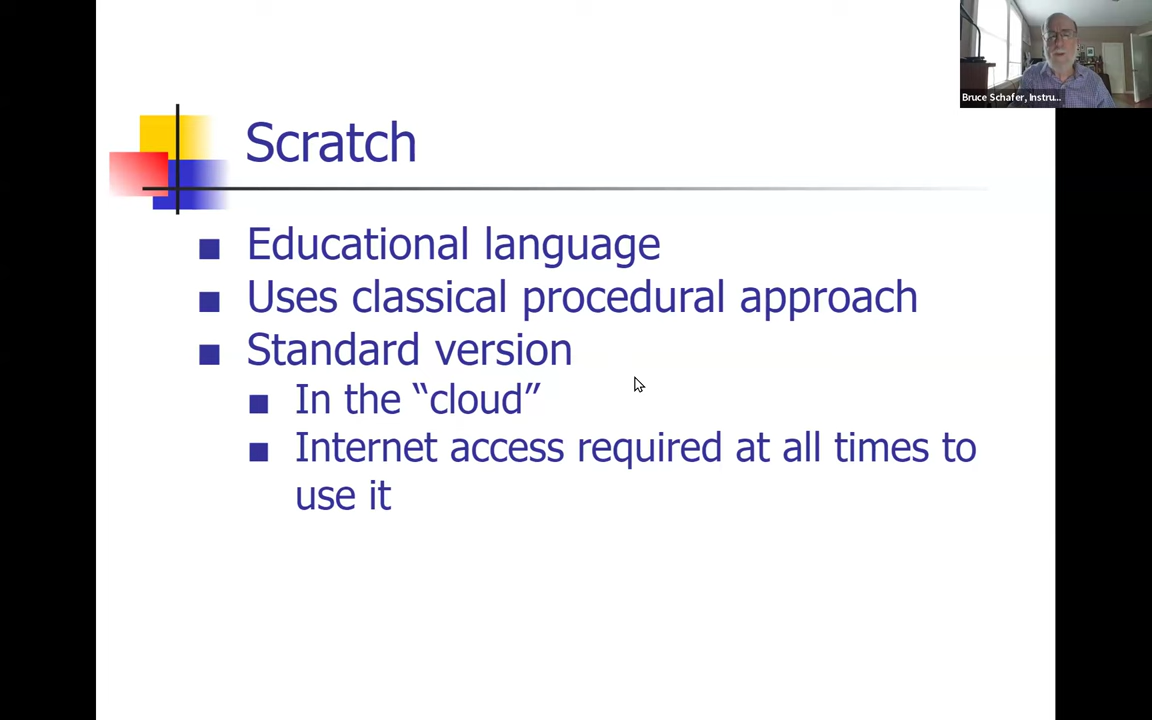 Bruce Schafer, Instru...
Scratch
Educational language
Uses classical procedural approach
Standard version
In the “cloud”
Internet access required at all times to
use it